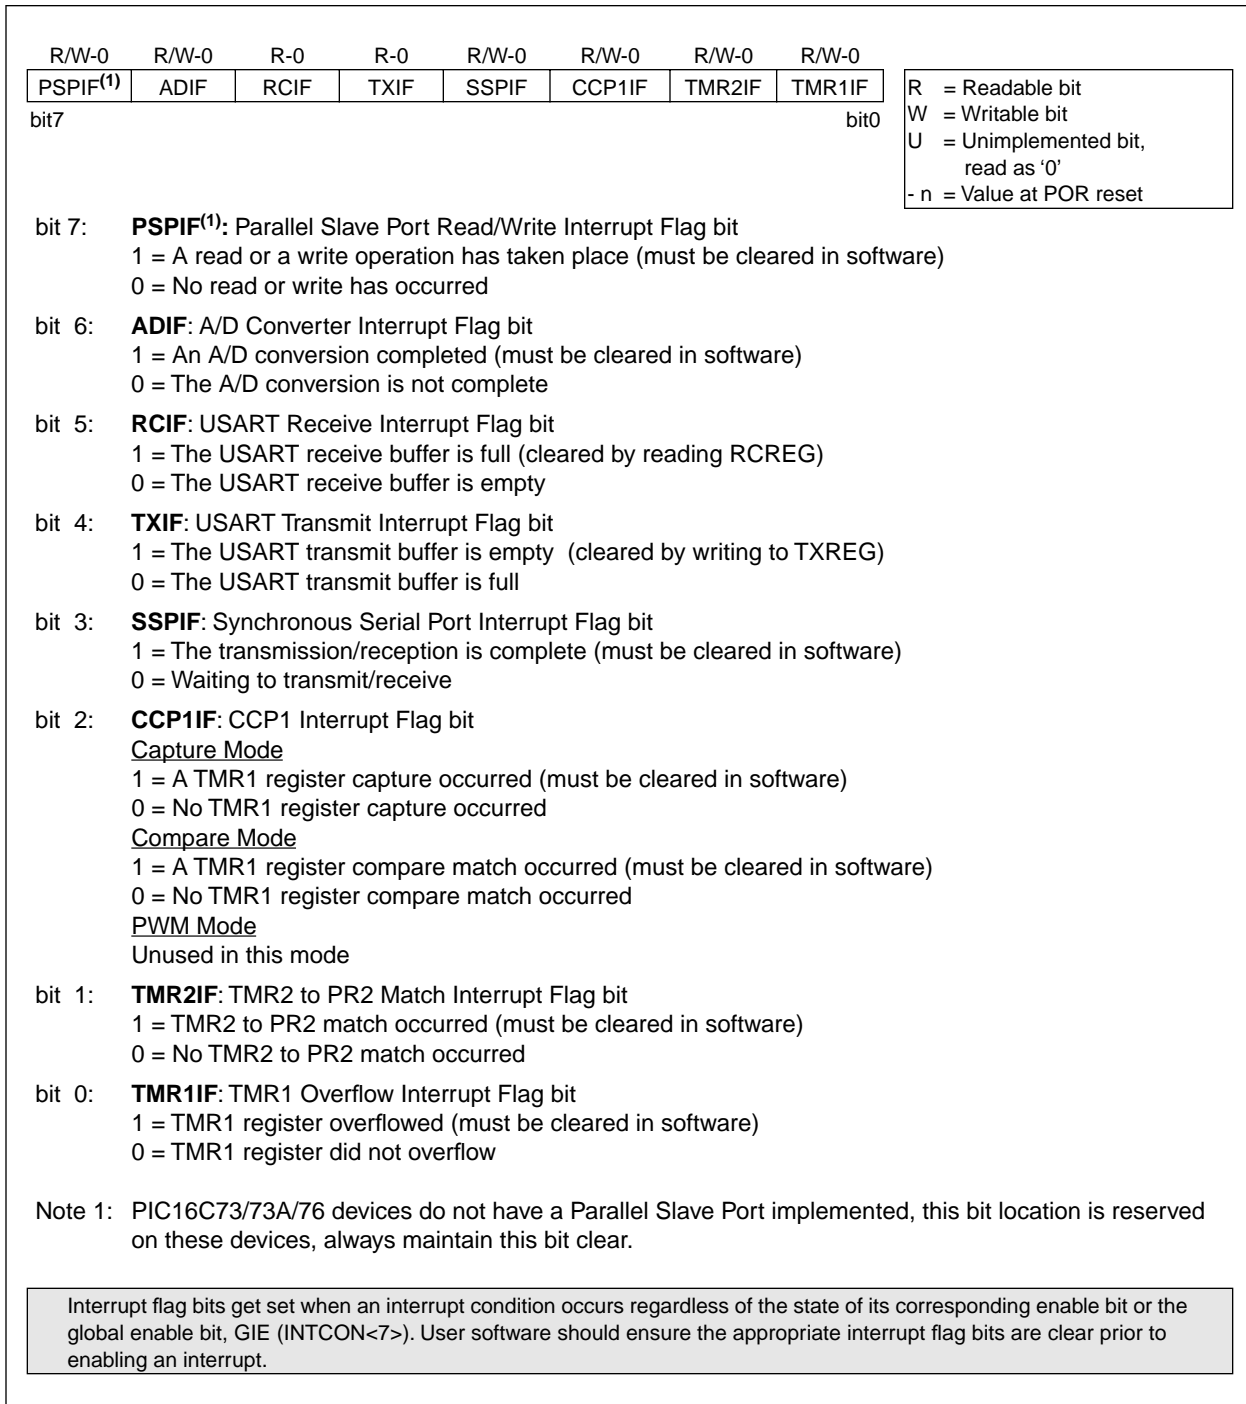 R/W-0 R/W-0 R-0 R-0 R/W-0 R/W-0 R/W-0 R/W-0
PSPIF(1) ADIF RCIF TXIF SSPIF CCP1IF TMR2IF TMR1IF
bit7 bit0
R = Readable bit
W = Writable bit
U = Unimplemented bit,
read as ‘0’
- n = Value at POR reset
bit 7: PSPIF(1): Parallel Slave Port Read/Write Interrupt Flag bit
1 = A read or a write operation has taken place (must be cleared in software)
0 = No read or write has occurred
bit 6: ADIF: A/D Converter Interrupt Flag bit
1 = An A/D conversion completed (must be cleared in software)
0 = The A/D conversion is not complete
bit 5: RCIF: USART Receive Interrupt Flag bit
1 = The USART receive buffer is full (cleared by reading RCREG)
0 = The USART receive buffer is empty
bit 4: TXIF: USART Transmit Interrupt Flag bit
1 = The USART transmit buffer is empty (cleared by writing to TXREG)
0 = The USART transmit buffer is full
bit 3: SSPIF: Synchronous Serial Port Interrupt Flag bit
1 = The transmission/reception is complete (must be cleared in software)
0 = Waiting to transmit/receive
bit 2: CCP1IF: CCP1 Interrupt Flag bit
Capture Mode
1 = A TMR1 register capture occurred (must be cleared in software)
0 = No TMR1 register capture occurred
Compare Mode
1 = A TMR1 register compare match occurred (must be cleared in software)
0 = No TMR1 register compare match occurred
PWM Mode
Unused in this mode
bit 1: TMR2IF: TMR2 to PR2 Match Interrupt Flag bit
1 = TMR2 to PR2 match occurred (must be cleared in software)
0 = No TMR2 to PR2 match occurred
bit 0: TMR1IF: TMR1 Overflow Interrupt Flag bit
1 = TMR1 register overflowed (must be cleared in software)
0 = TMR1 register did not overflow
Note 1: PIC16C73/73A/76 devices do not have a Parallel Slave Port implemented, this bit location is reserved
on these devices, always maintain this bit clear.
Interrupt flag bits get set when an interrupt condition occurs regardless of the state of its corresponding enable bit or the
global enable bit, GIE (INTCON<7>). User software should ensure the appropriate interrupt flag bits are clear prior to
enabling an interrupt.